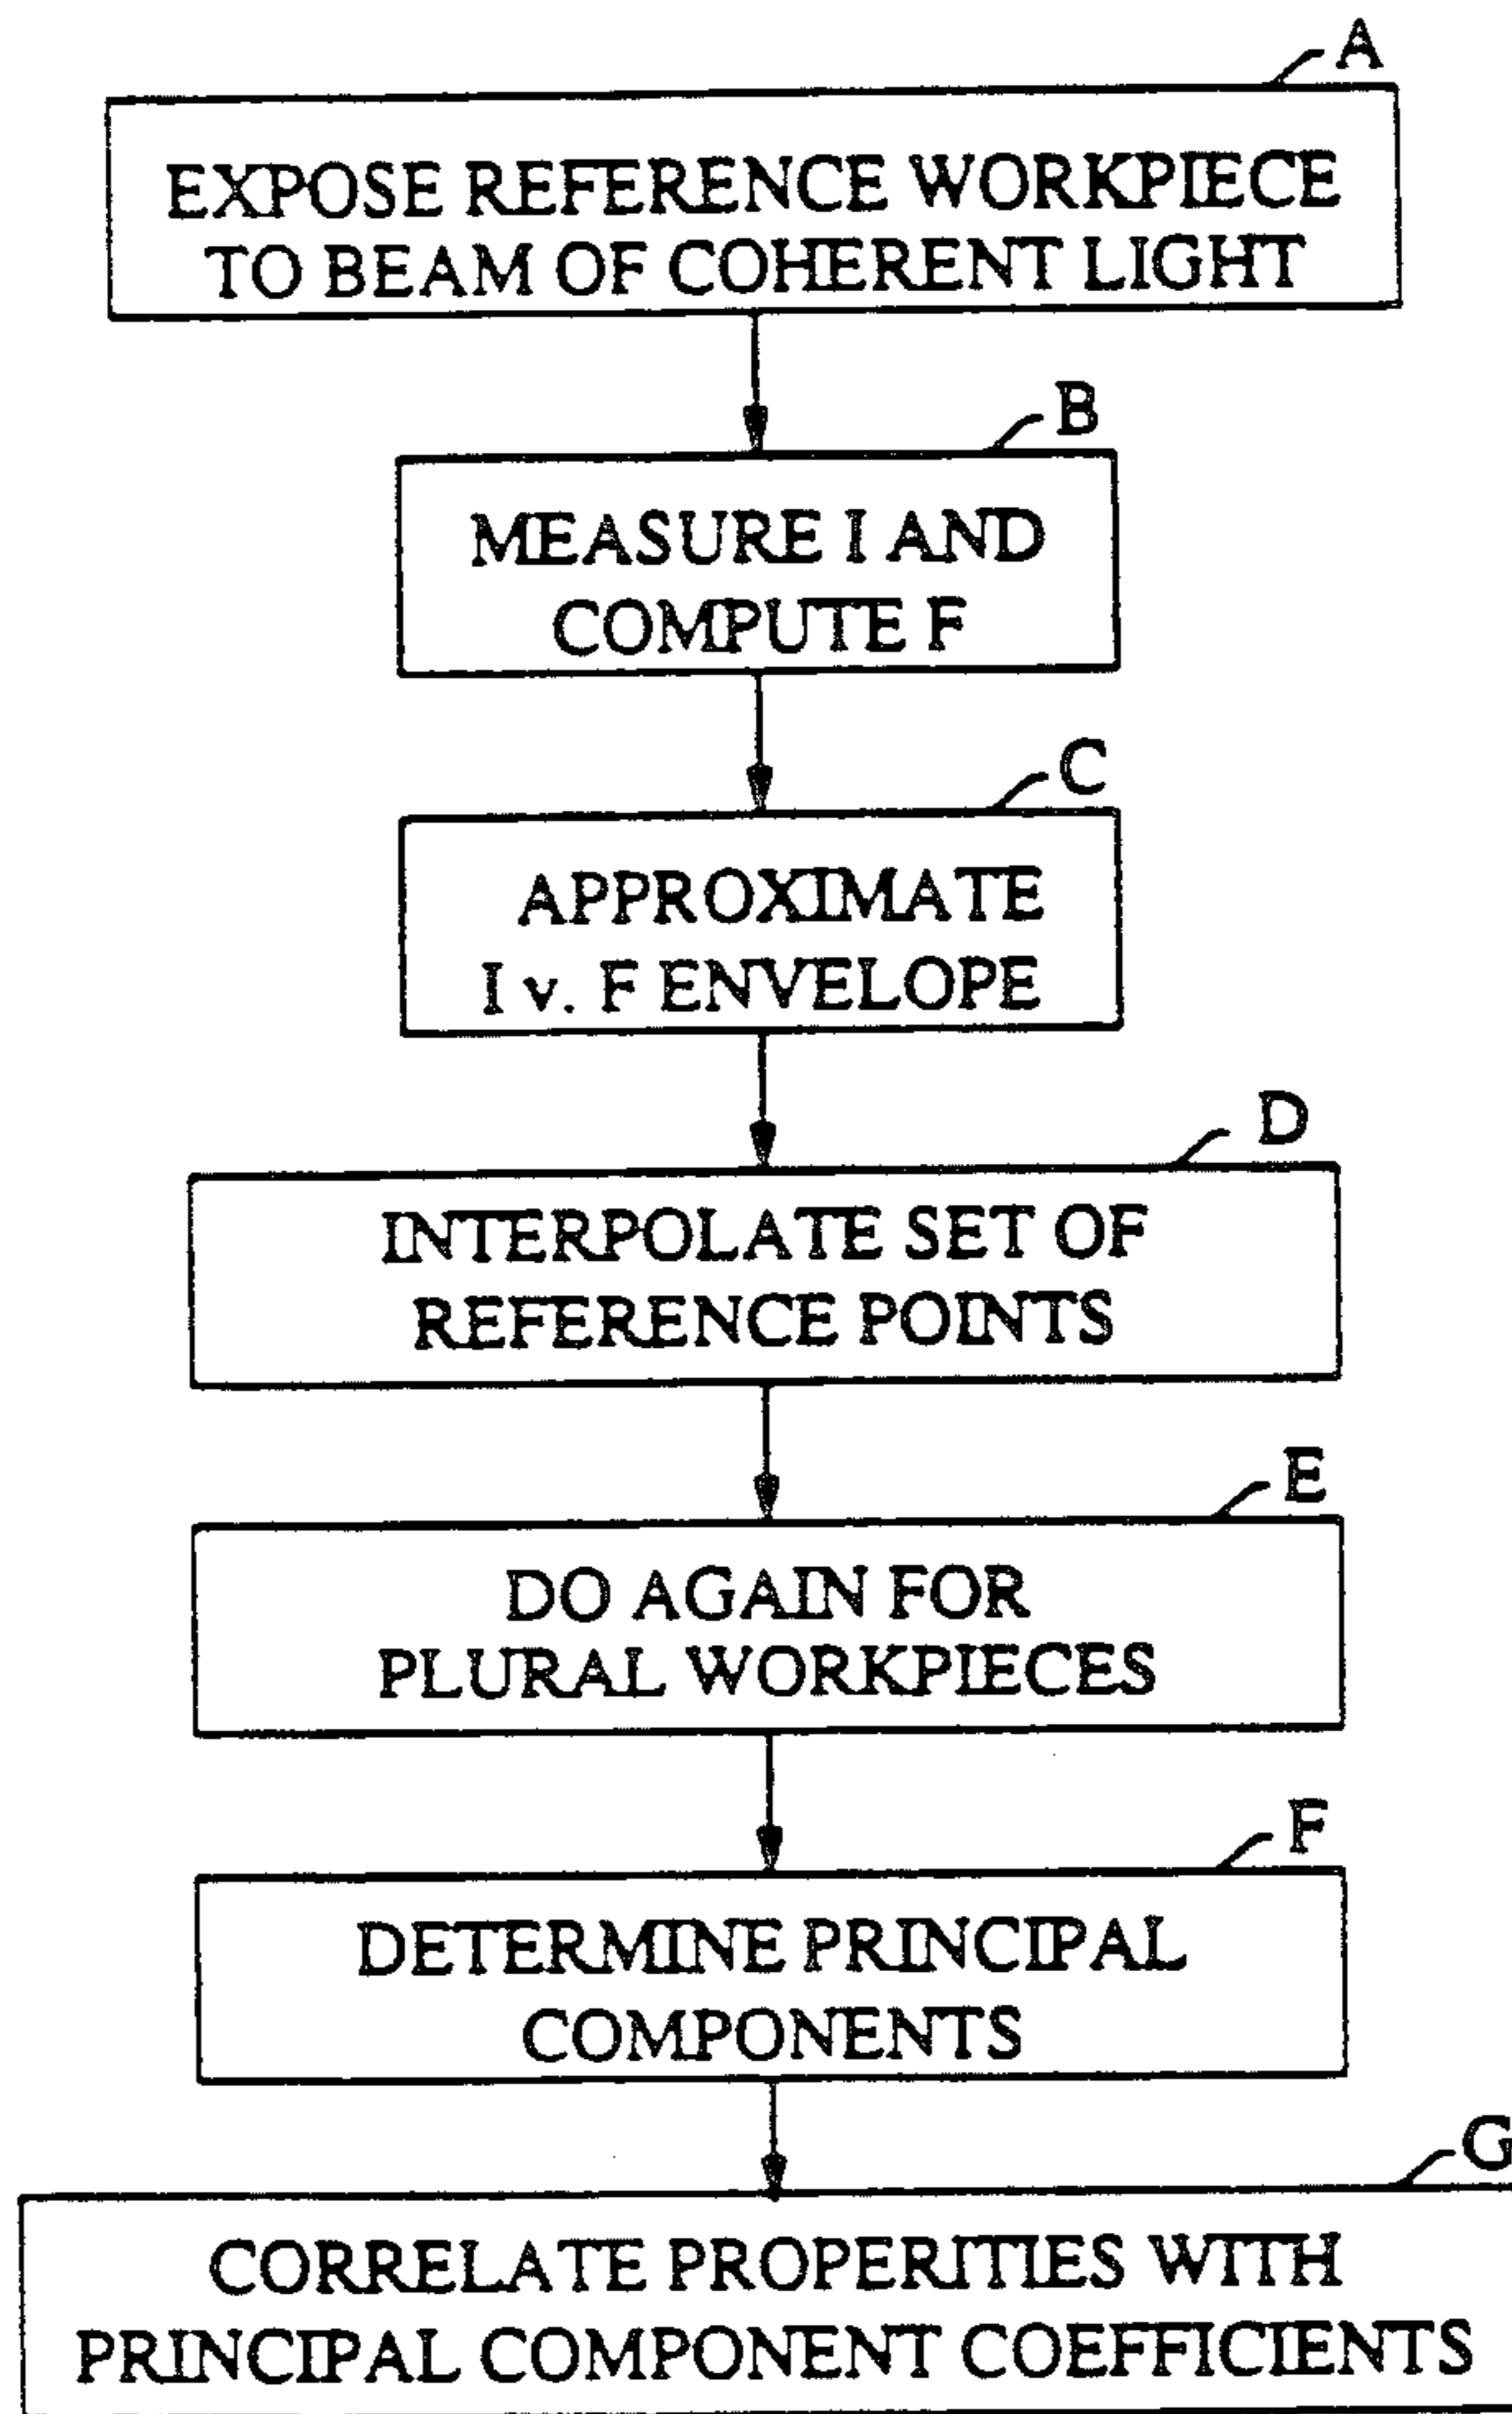 A
EXPOSE REFERENCE WORKPIECE
TO BEAM OF COHERENT LIGHT
B
MEASURE I AND
COMPUTE F
C
APPROXIMATE
I v. F ENVELOPE
D
INTERPOLATE SET OF
REFERENCE POINTS
E
DO AGAIN FOR
PLURAL WORKPIECES
F
DETERMINE PRINCIPAL
COMPONENTS
G
CORRELATE PROPERITIES WITH
PRINCIPAL COMPONENT COEFFICIENTS